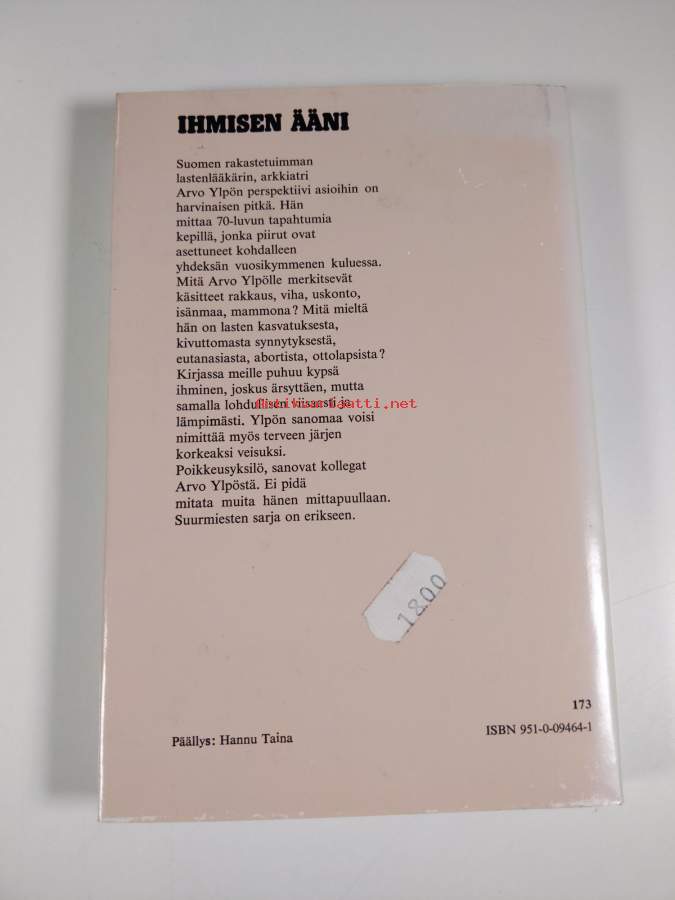 IHMISEN ÄÄNI
Suomen rakastetuimman
lastenlääkärin, arkkiatri
Arvo Ylpön perspektiivi asioihin on
harvinaisen pitkä. Hän
mittaa 70-luvun tapahtumia
kepillä, jonka piirut ovat
asettuneet kohdalleen
yhdeksän vuosikymmenen kuluessa.
Mitä Arvo Ylpölle merkitsevät
käsitteet rakkaus, viha, uskonto,
isänmaa, mammona? Mitä mieltä
hän on lasten kasvatuksesta,
kivuttomasta synnytyksestä,
eutanasiasta, abortista, ottolapsista?
Kirjassa meille puhuu kypsä
ihminen, joskus ärsyttäen, mutta
samalla lohdullisen viisaasti ja
lämpimästi. Ylpön sanomaa voisi
nimittää myös terveen järjen
korkeaksi veisuksi.
Poikkeusyksilö, sanovat kollegat
Arvo Ylpöstä. Ei pidä
mitata muita hänen mittapuullaan.
Suurmiesten sarja on erikseen.
1800
173
Päällys: Hannu Taina
ISBN 951-0-09464-1